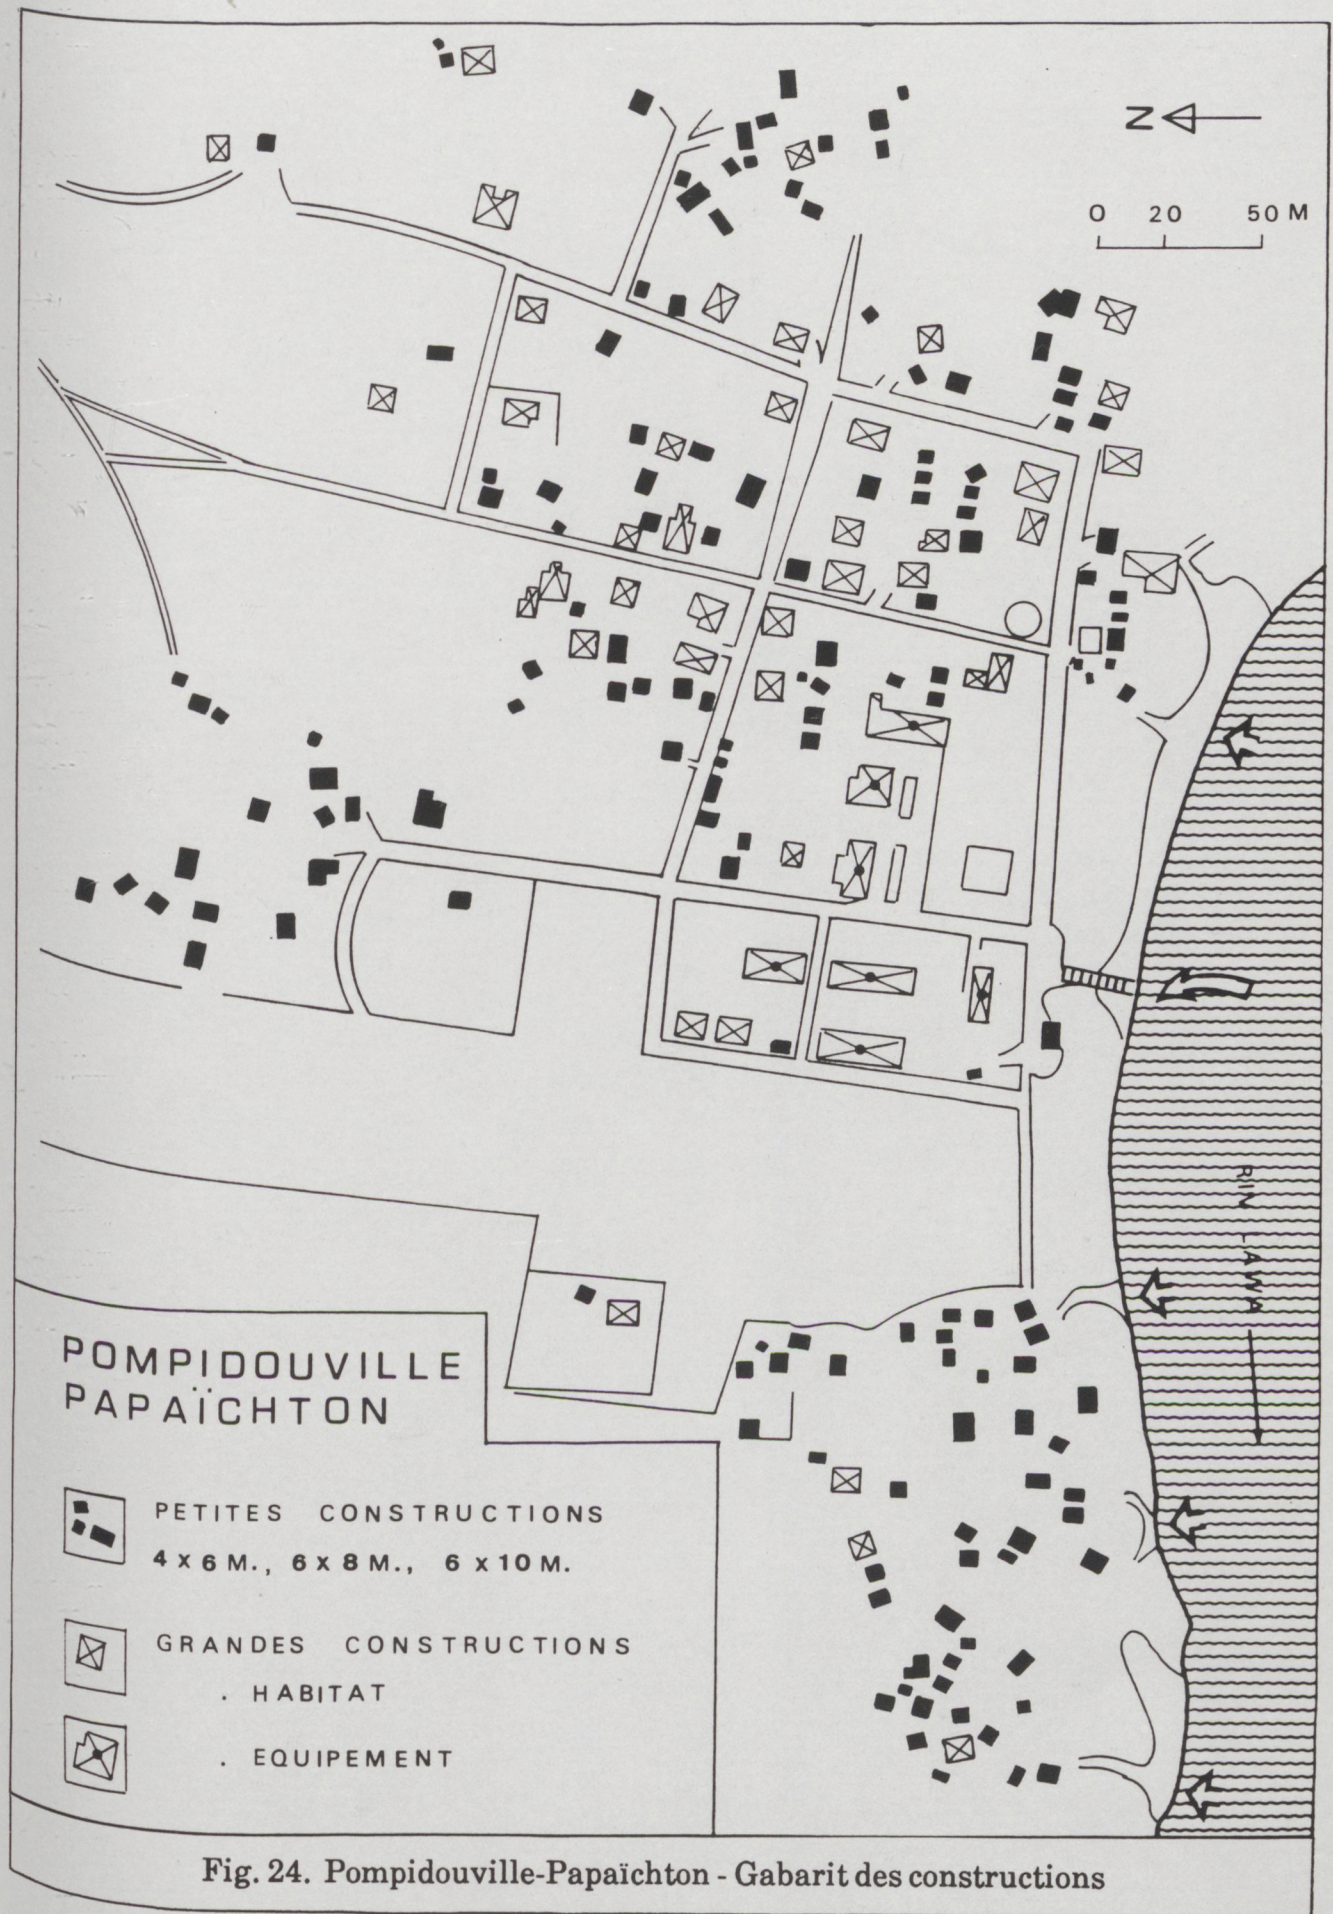 N
0 20 50 M
RIV LAWA
POMPIDOUVILLE
PAPAÏCHTON
PETITES CONSTRUCTIONS
4 x 6 M., 6 x 8 M., 6 x 10 M.
GRANDES CONSTRUCTIONS
. HABITAT
. EQUIPEMENT
Fig. 24. Pompidouville-Papaïchton - Gabarit des constructions